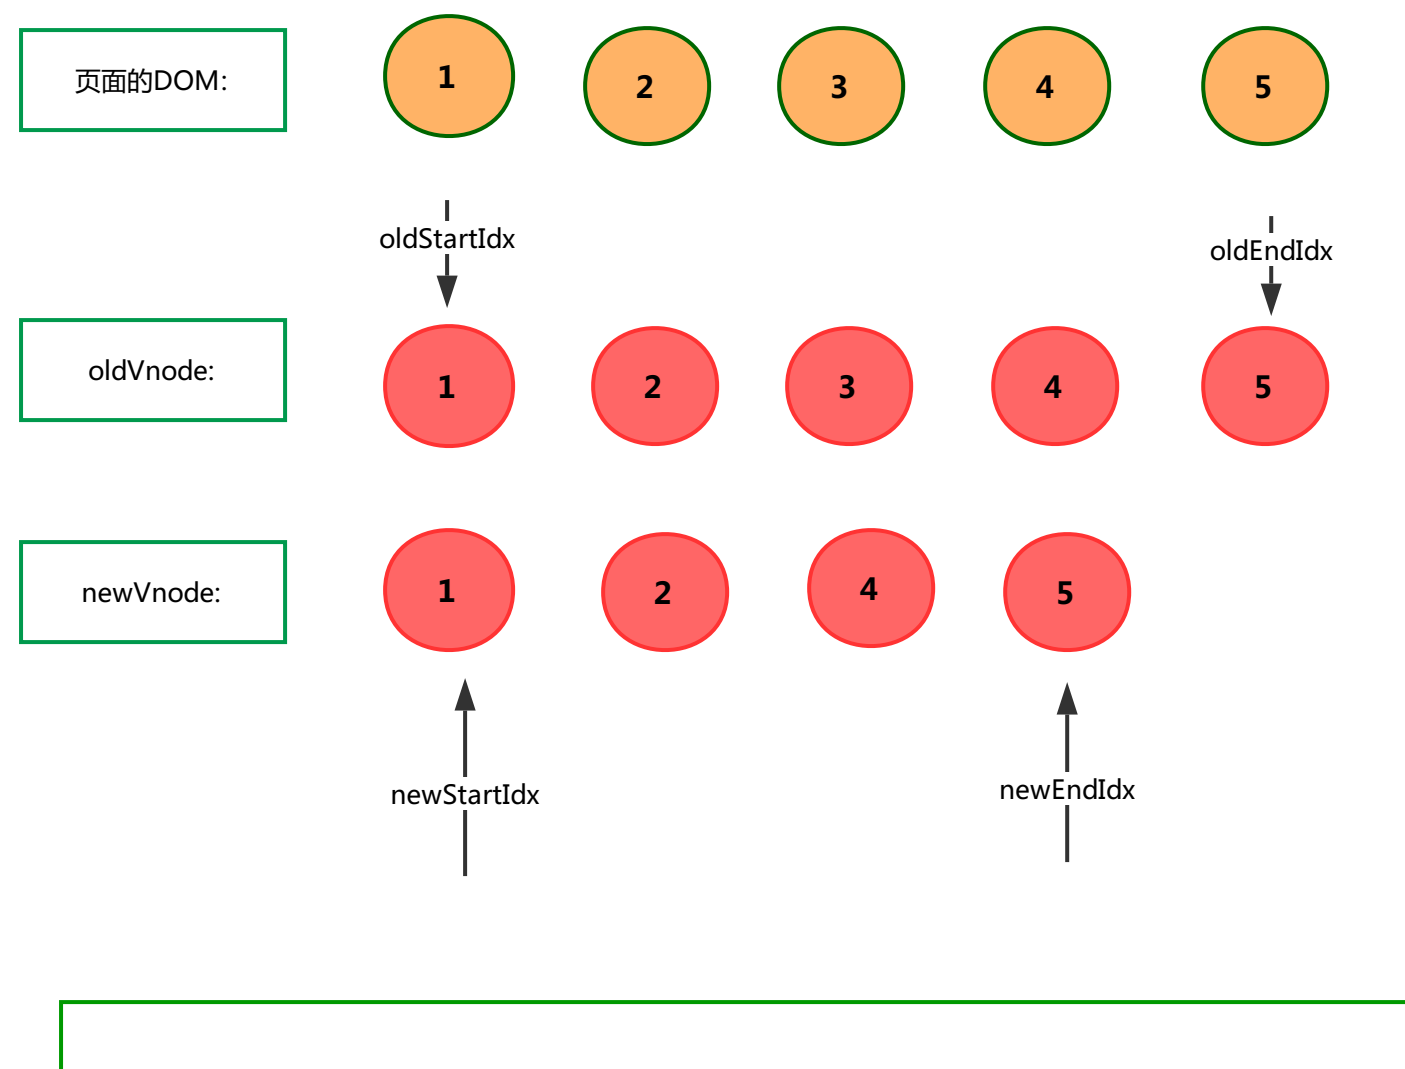 页面的DOM:
1 2 3 4 5
oldStartIdx
oldEndIdx
oldVnode:
1 2 3 4 5
newVnode:
1 2 4 5
newStartIdx
newEndIdx